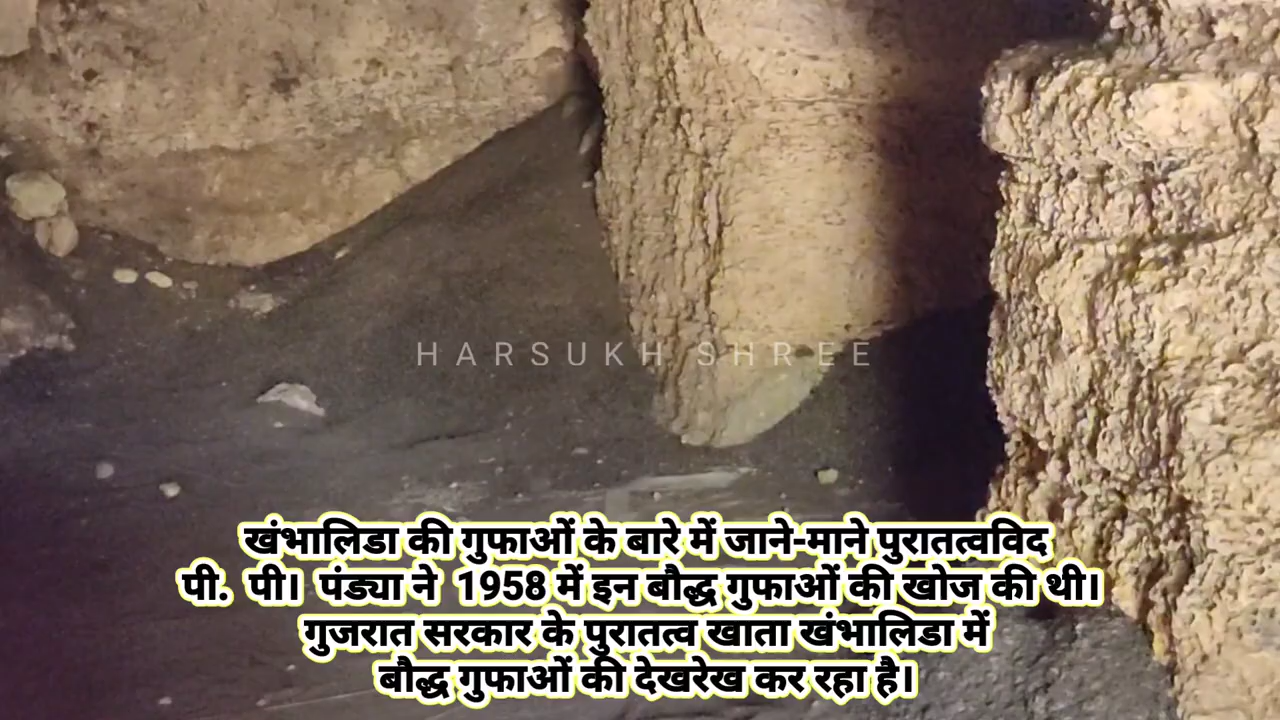 HARSUKH SHREE
खंभालिडा की गुफाओं के बारे में जाने-माने पुरातत्वविद
पी. पी। पंड्या ने 1958 में इन बौद्ध गुफाओं की खोज की थी।
गुजरात सरकार के पुरातत्व खाता खंभालिडा में
बौद्ध गुफाओं की देखरेख कर रहा है।